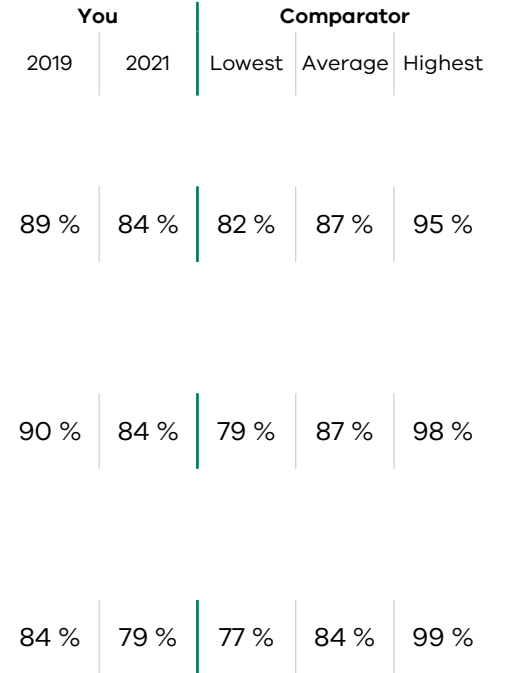 You Comparator
2019 2021 Lowest Average Highest
89 % 84 % 82 % 87 % 95 %
90 % 84 % 79 % 87 % 98 %
84 % 79 % 77 % 84 % 99 %